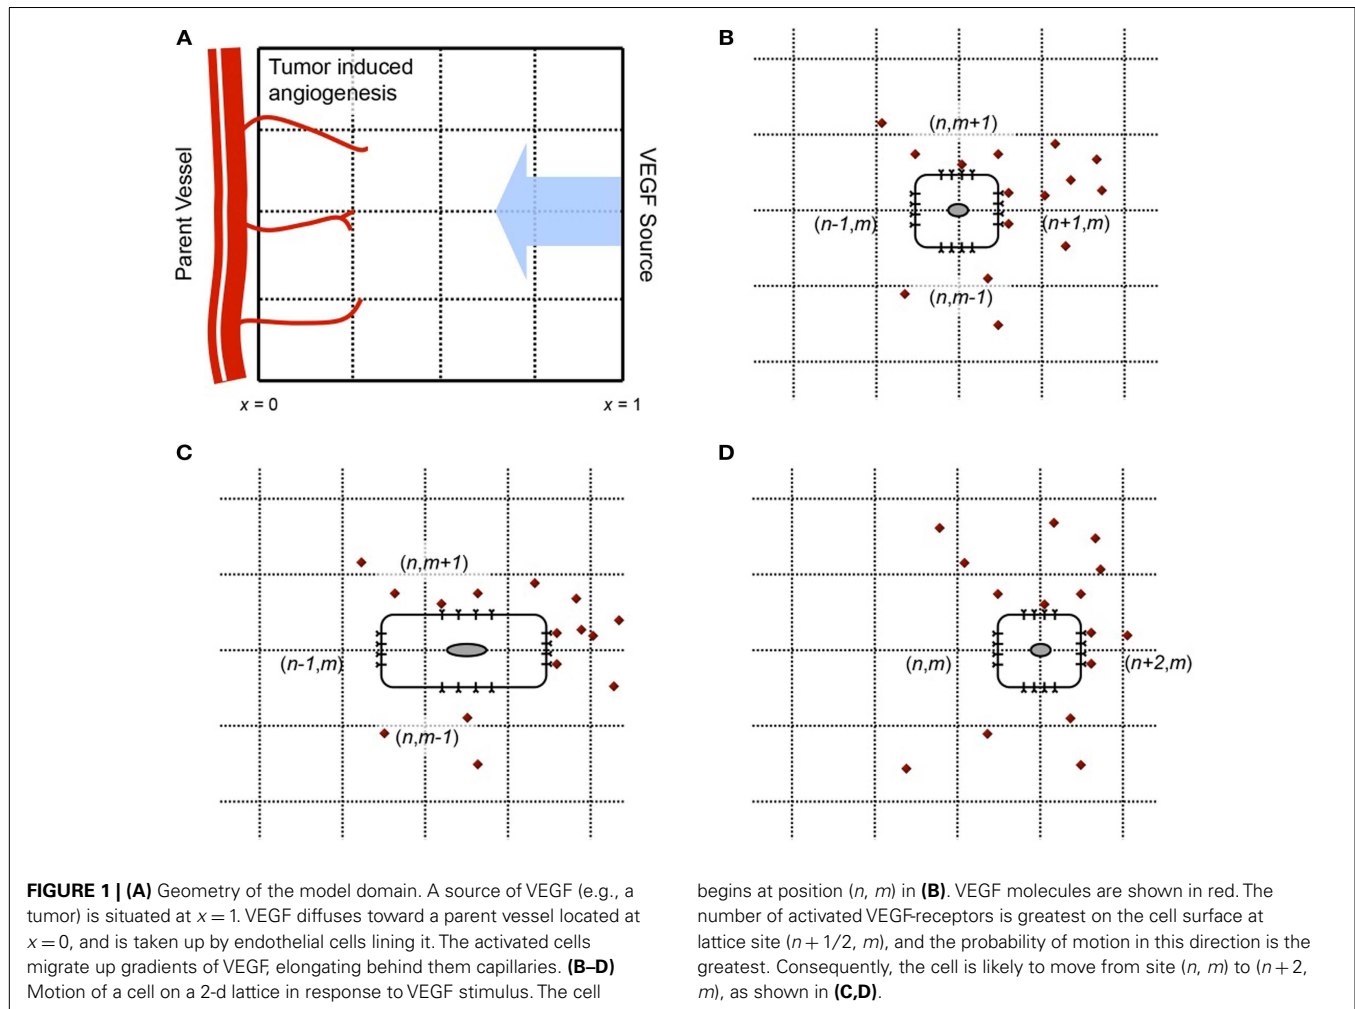 A
Tumor induced
angiogenesis
Parent Vessel
VEGF Source
x = 0
x = 1
B
(n,m+1)
(n-1,m)
(n+1,m)
(n,m-1)
C
(n,m+1)
(n-1,m)
(n,m-1)
D
(n,m)
(n+2,m)
FIGURE 1 | (A) Geometry of the model domain. A source of VEGF (e.g., a
tumor) is situated at x = 1. VEGF diffuses toward a parent vessel located at
x = 0, and is taken up by endothelial cells lining it. The activated cells
migrate up gradients of VEGF, elongating behind them capillaries. (B–D)
Motion of a cell on a 2-d lattice in response to VEGF stimulus. The cell
begins at position (n, m) in (B). VEGF molecules are shown in red. The
number of activated VEGF-receptors is greatest on the cell surface at
lattice site (n + 1/2, m), and the probability of motion in this direction is the
greatest. Consequently, the cell is likely to move from site (n, m) to (n + 2,
m), as shown in (C,D).